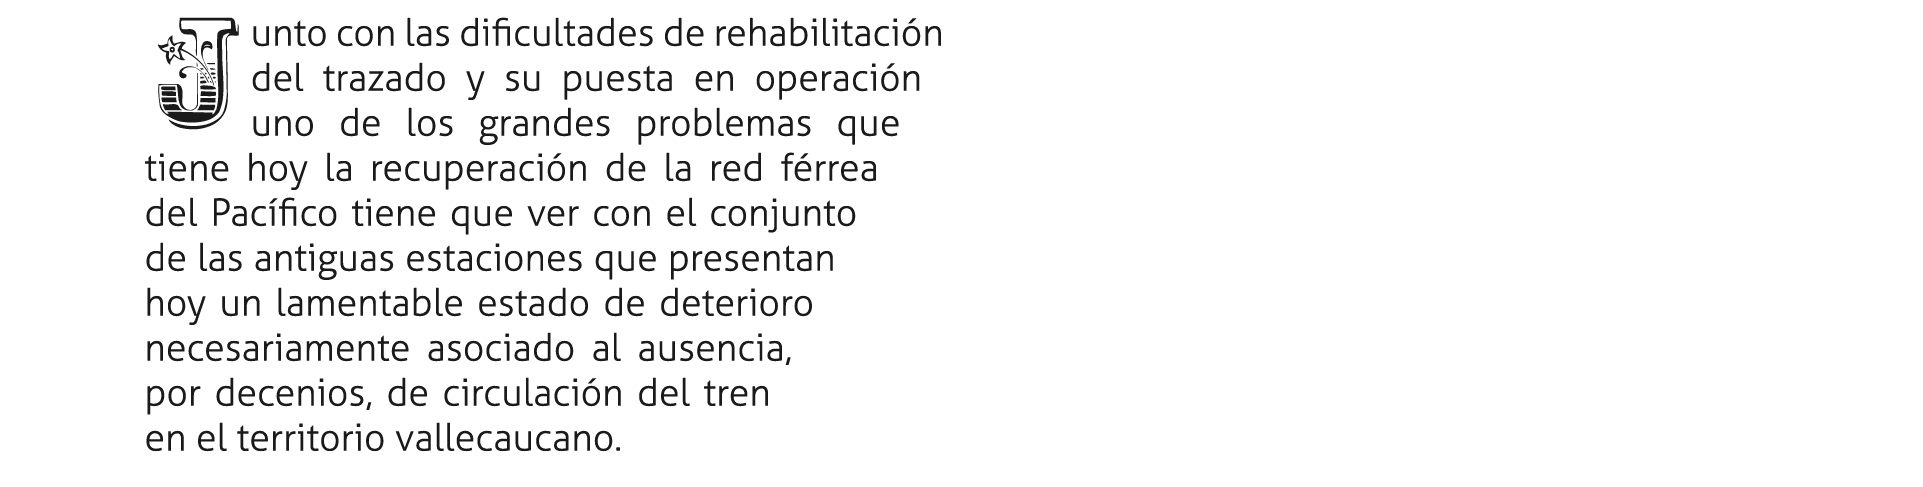 Junto con las dificultades de rehabilitación
del trazado y su puesta en operación
uno de los grandes problemas que
tiene hoy la recuperación de la red férrea
del Pacífico tiene que ver con el conjunto
de las antiguas estaciones que presentan
hoy un lamentable estado de deterioro
necesariamente asociado al ausencia,
por decenios, de circulación del tren
en el territorio vallecaucano.